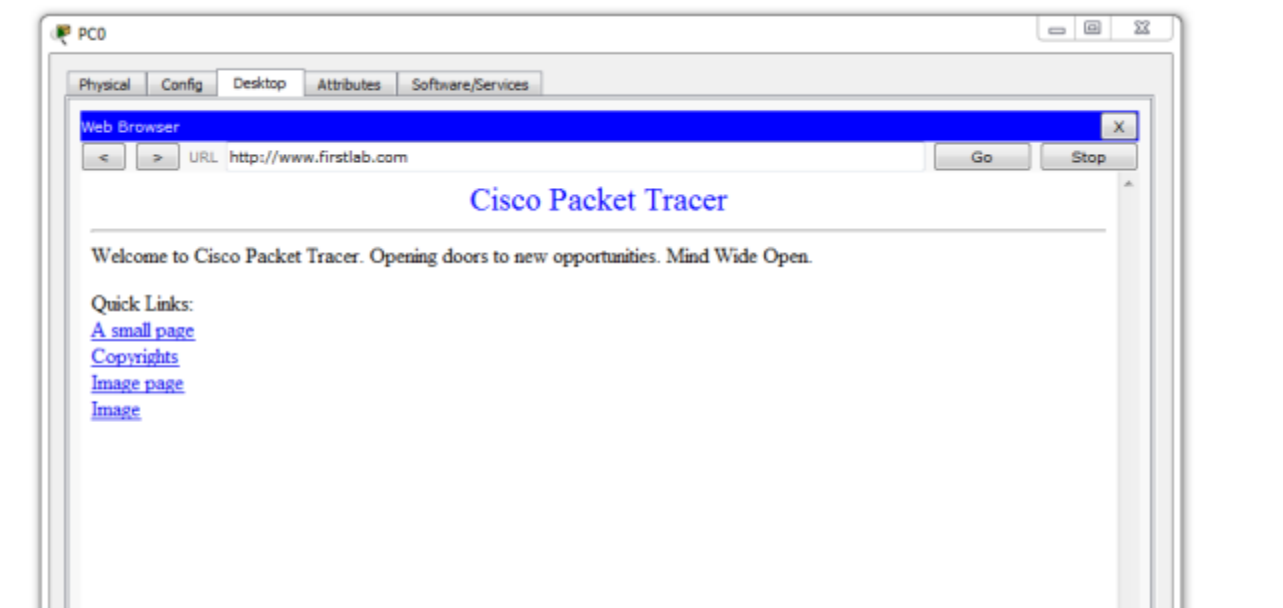 PC0
Physical Config Desktop Attributes Software/Services
Web Browser X
< > URL http://www.firstlab.com Go Stop
Cisco Packet Tracer
Welcome to Cisco Packet Tracer. Opening doors to new opportunities. Mind Wide Open.
Quick Links:
A small page
Copyrights
Image page
Image